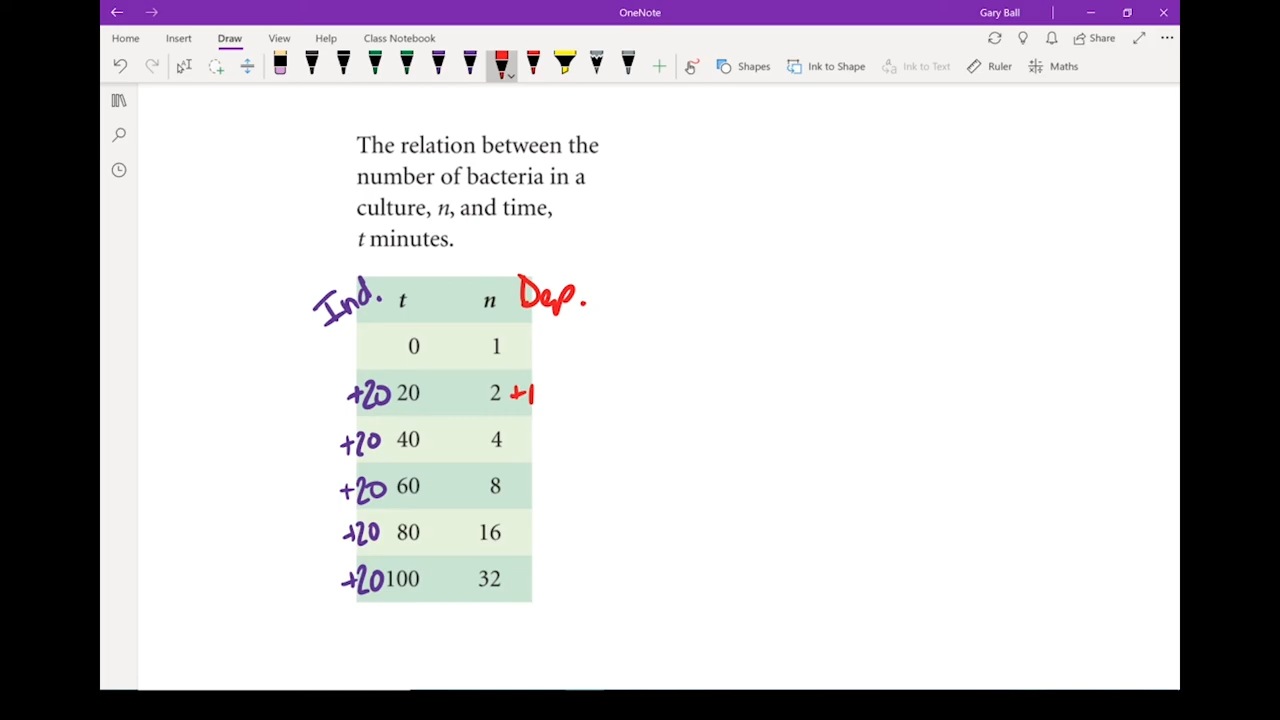 OneNote
Gary Ball
Home Insert Draw View Help Class Notebook
Share
Shapes Ink to Shape Ink to Text Ruler Maths
The relation between the
number of bacteria in a
culture, n, and time,
t minutes.
Ind. t n Dep.
0 1
+20 20 2 +1
+20 40 4
+20 60 8
+20 80 16
+20 100 32